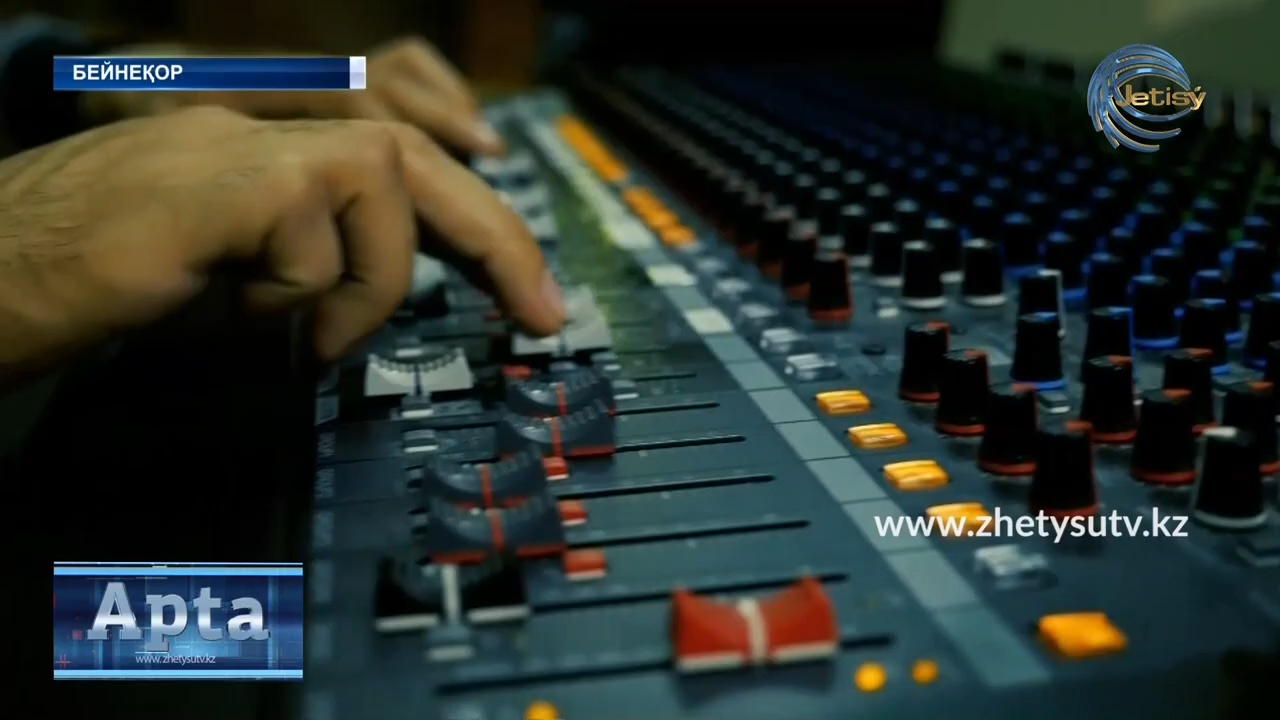 БЕЙНЕҚОР
Jetisý
www.zhetysutv.kz
Apta
www.zhetysutv.kz